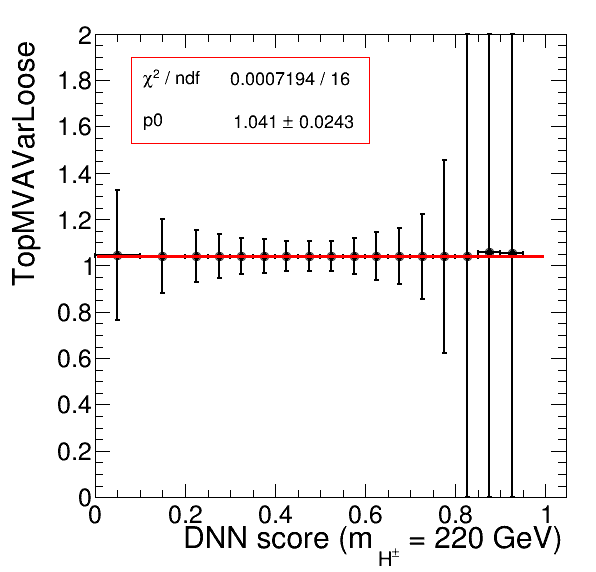 TopMVAVarLoose
χ² / ndf 0.0007194 / 16
p0 1.041 ± 0.0243
2
1.8
1.6
1.4
1.2
1
0.8
0.6
0.4
0.2
0
0 0.2 0.4 0.6 0.8 1
DNN score (m_H± = 220 GeV)